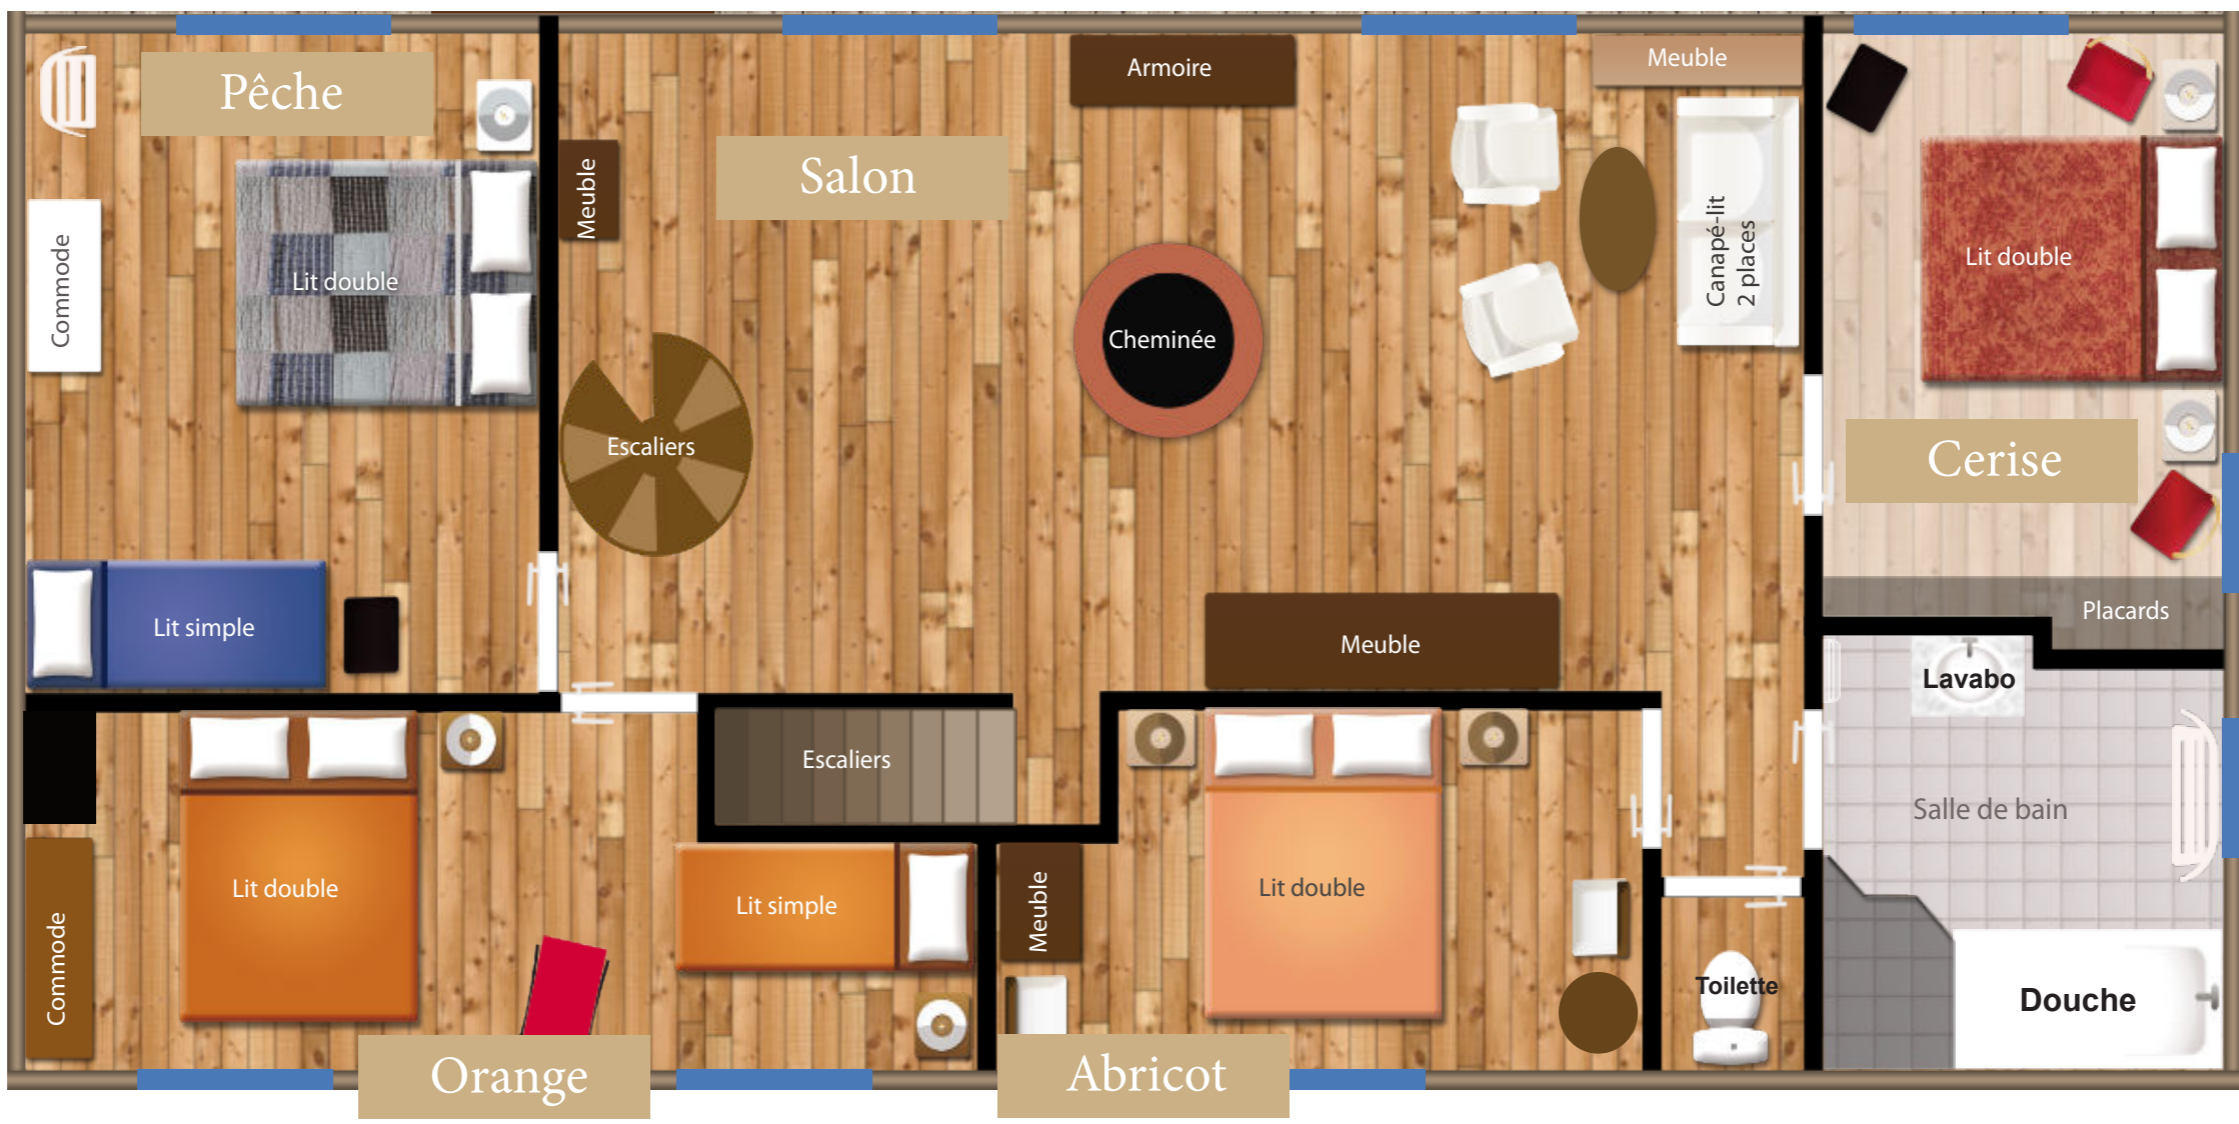 Pêche
Commode
Lit double
Lit simple
Meuble
Salon
Armoire
Meuble
Canapé-lit
2 places
Cheminée
Escaliers
Meuble
Lit double
Cerise
Placards
Lavabo
Salle de bain
Douche
Toilette
Escaliers
Lit double
Commode
Lit simple
Orange
Meuble
Lit double
Abricot